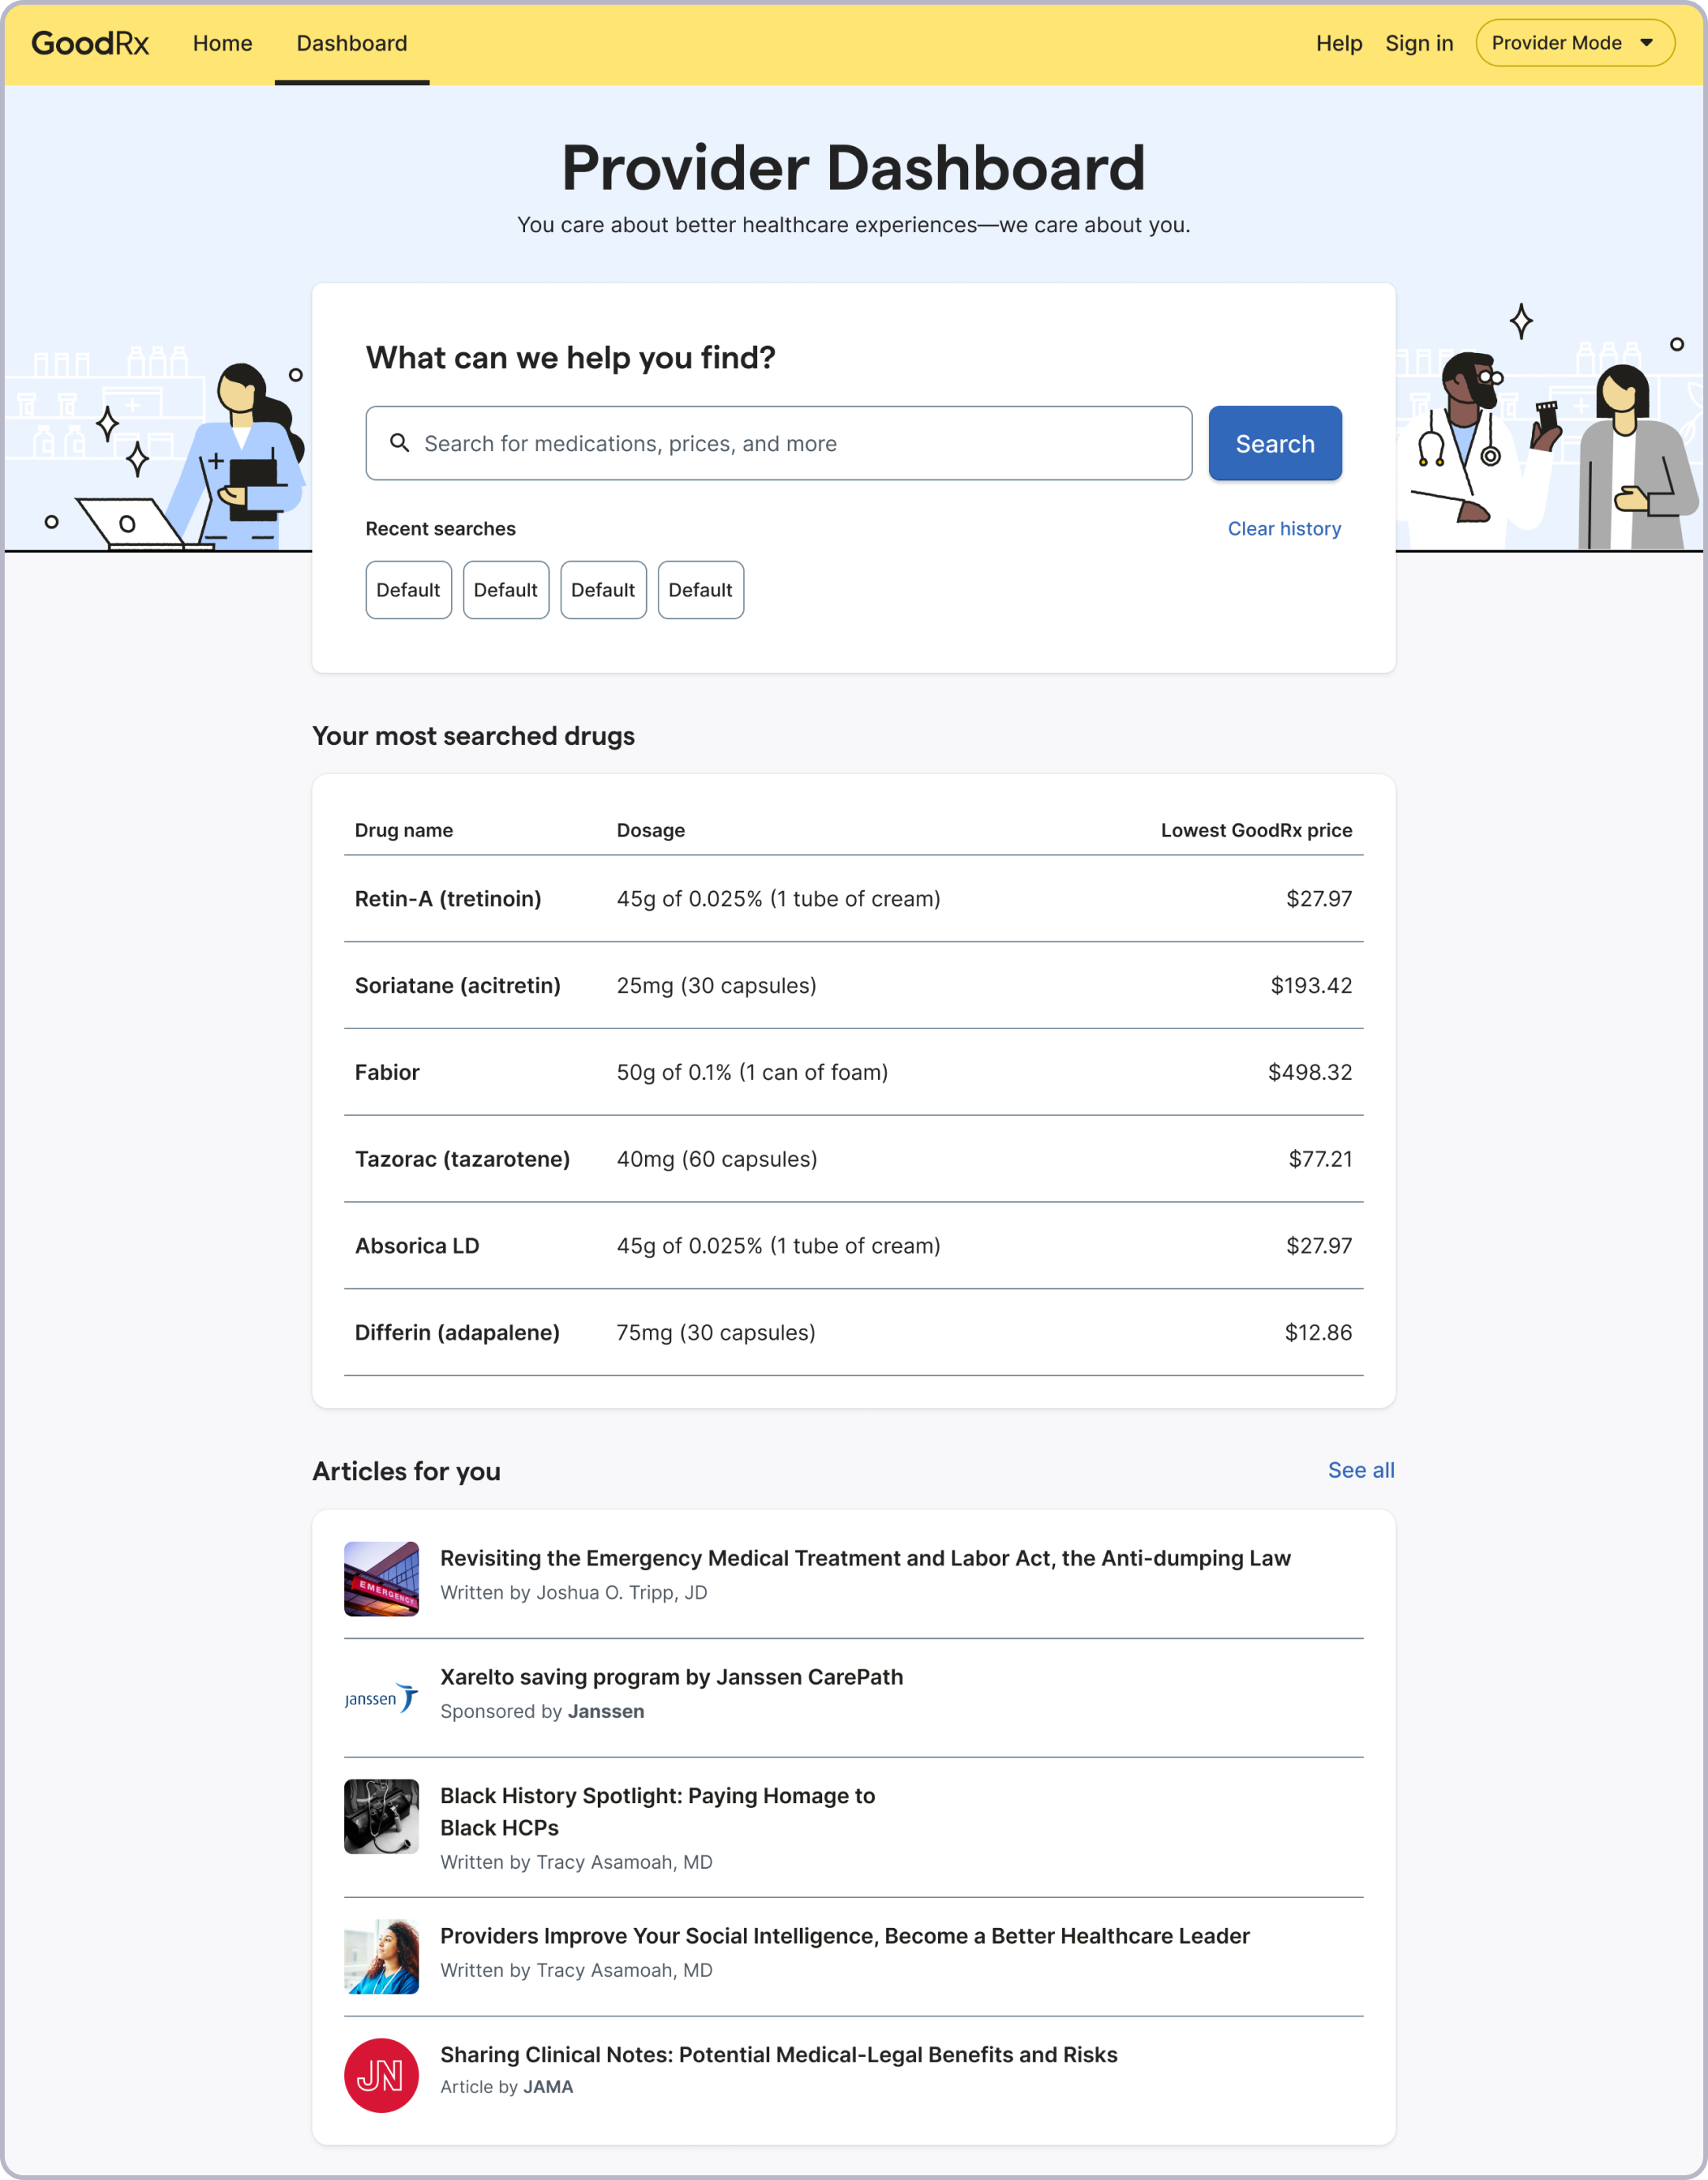 GoodRx Home Dashboard Help Sign in Provider Mode
Provider Dashboard
You care about better healthcare experiences—we care about you.
What can we help you find?
Search for medications, prices, and more Search
Recent searches Clear history
Default Default Default Default
Your most searched drugs
Drug name Dosage Lowest GoodRx price
Retin-A (tretinoin) 45g of 0.025% (1 tube of cream) $27.97
Soriatane (acitretin) 25mg (30 capsules) $193.42
Fabior 50g of 0.1% (1 can of foam) $498.32
Tazorac (tazarotene) 40mg (60 capsules) $77.21
Absorica LD 45g of 0.025% (1 tube of cream) $27.97
Differin (adapalene) 75mg (30 capsules) $12.86
Articles for you See all
EMERGENCY
Revisiting the Emergency Medical Treatment and Labor Act, the Anti-dumping Law
Written by Joshua O. Tripp, JD
janssen
Xarelto saving program by Janssen CarePath
Sponsored by Janssen
Black History Spotlight: Paying Homage to
Black HCPs
Written by Tracy Asamoah, MD
Providers Improve Your Social Intelligence, Become a Better Healthcare Leader
Written by Tracy Asamoah, MD
JN
Sharing Clinical Notes: Potential Medical-Legal Benefits and Risks
Article by JAMA